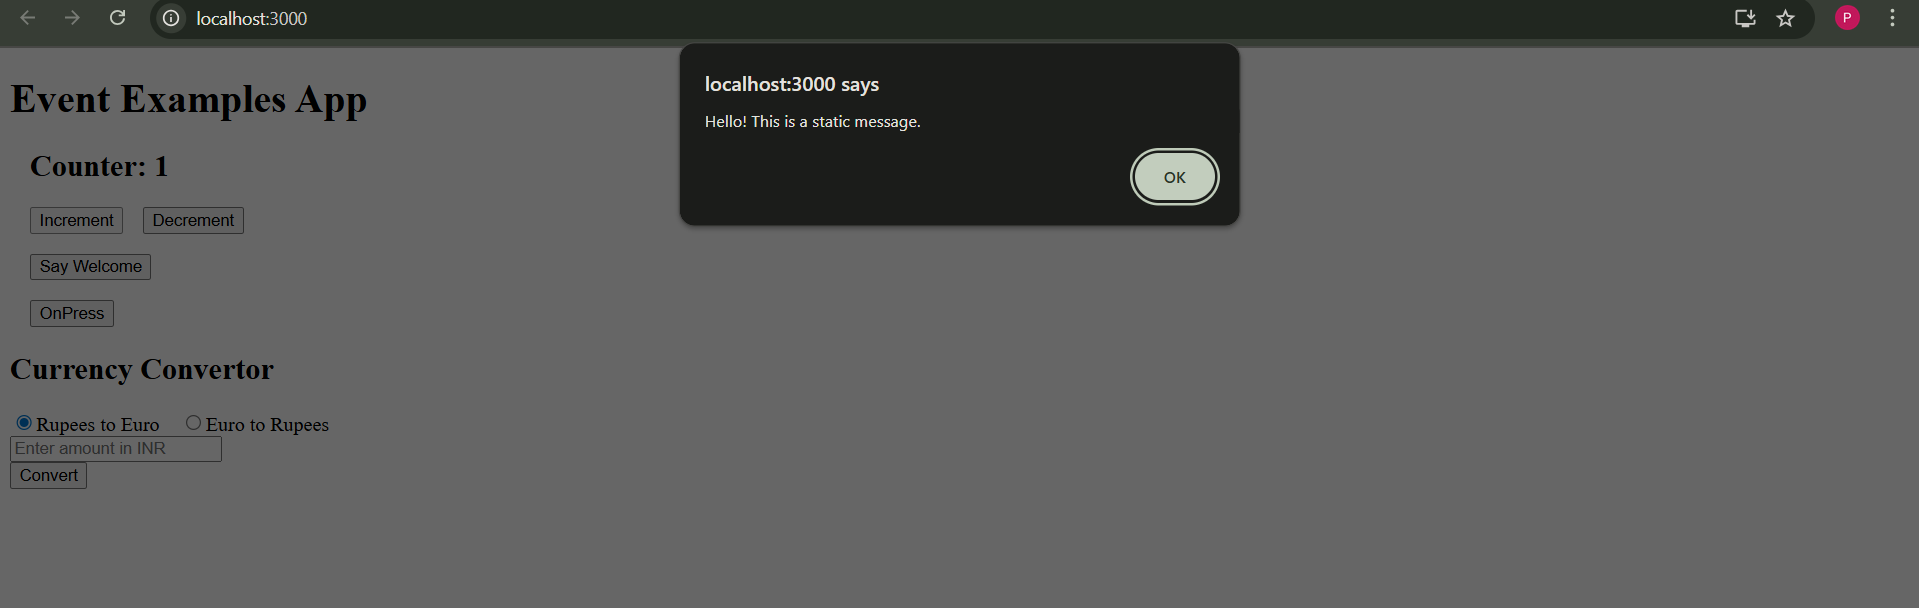 localhost:3000
P
localhost:3000 says
Hello! This is a static message.
OK
Event Examples App
Counter: 1
Increment Decrement
Say Welcome
OnPress
Currency Convertor
Rupees to Euro Euro to Rupees
Enter amount in INR
Convert